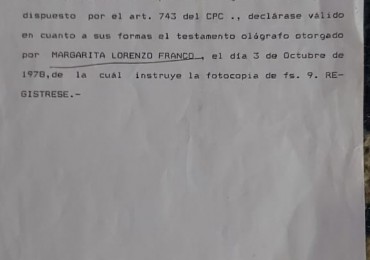 dispuesto por el art. 743 del CPC ., declárase válido
en cuanto a sus formas el testamento ológrafo otorgado
por MARGARITA LORENZO FRANCO , el día 3 de Octubre de
1978,de la cuál instruye la fotocopia de fs. 9. RE-
GISTRESE.-